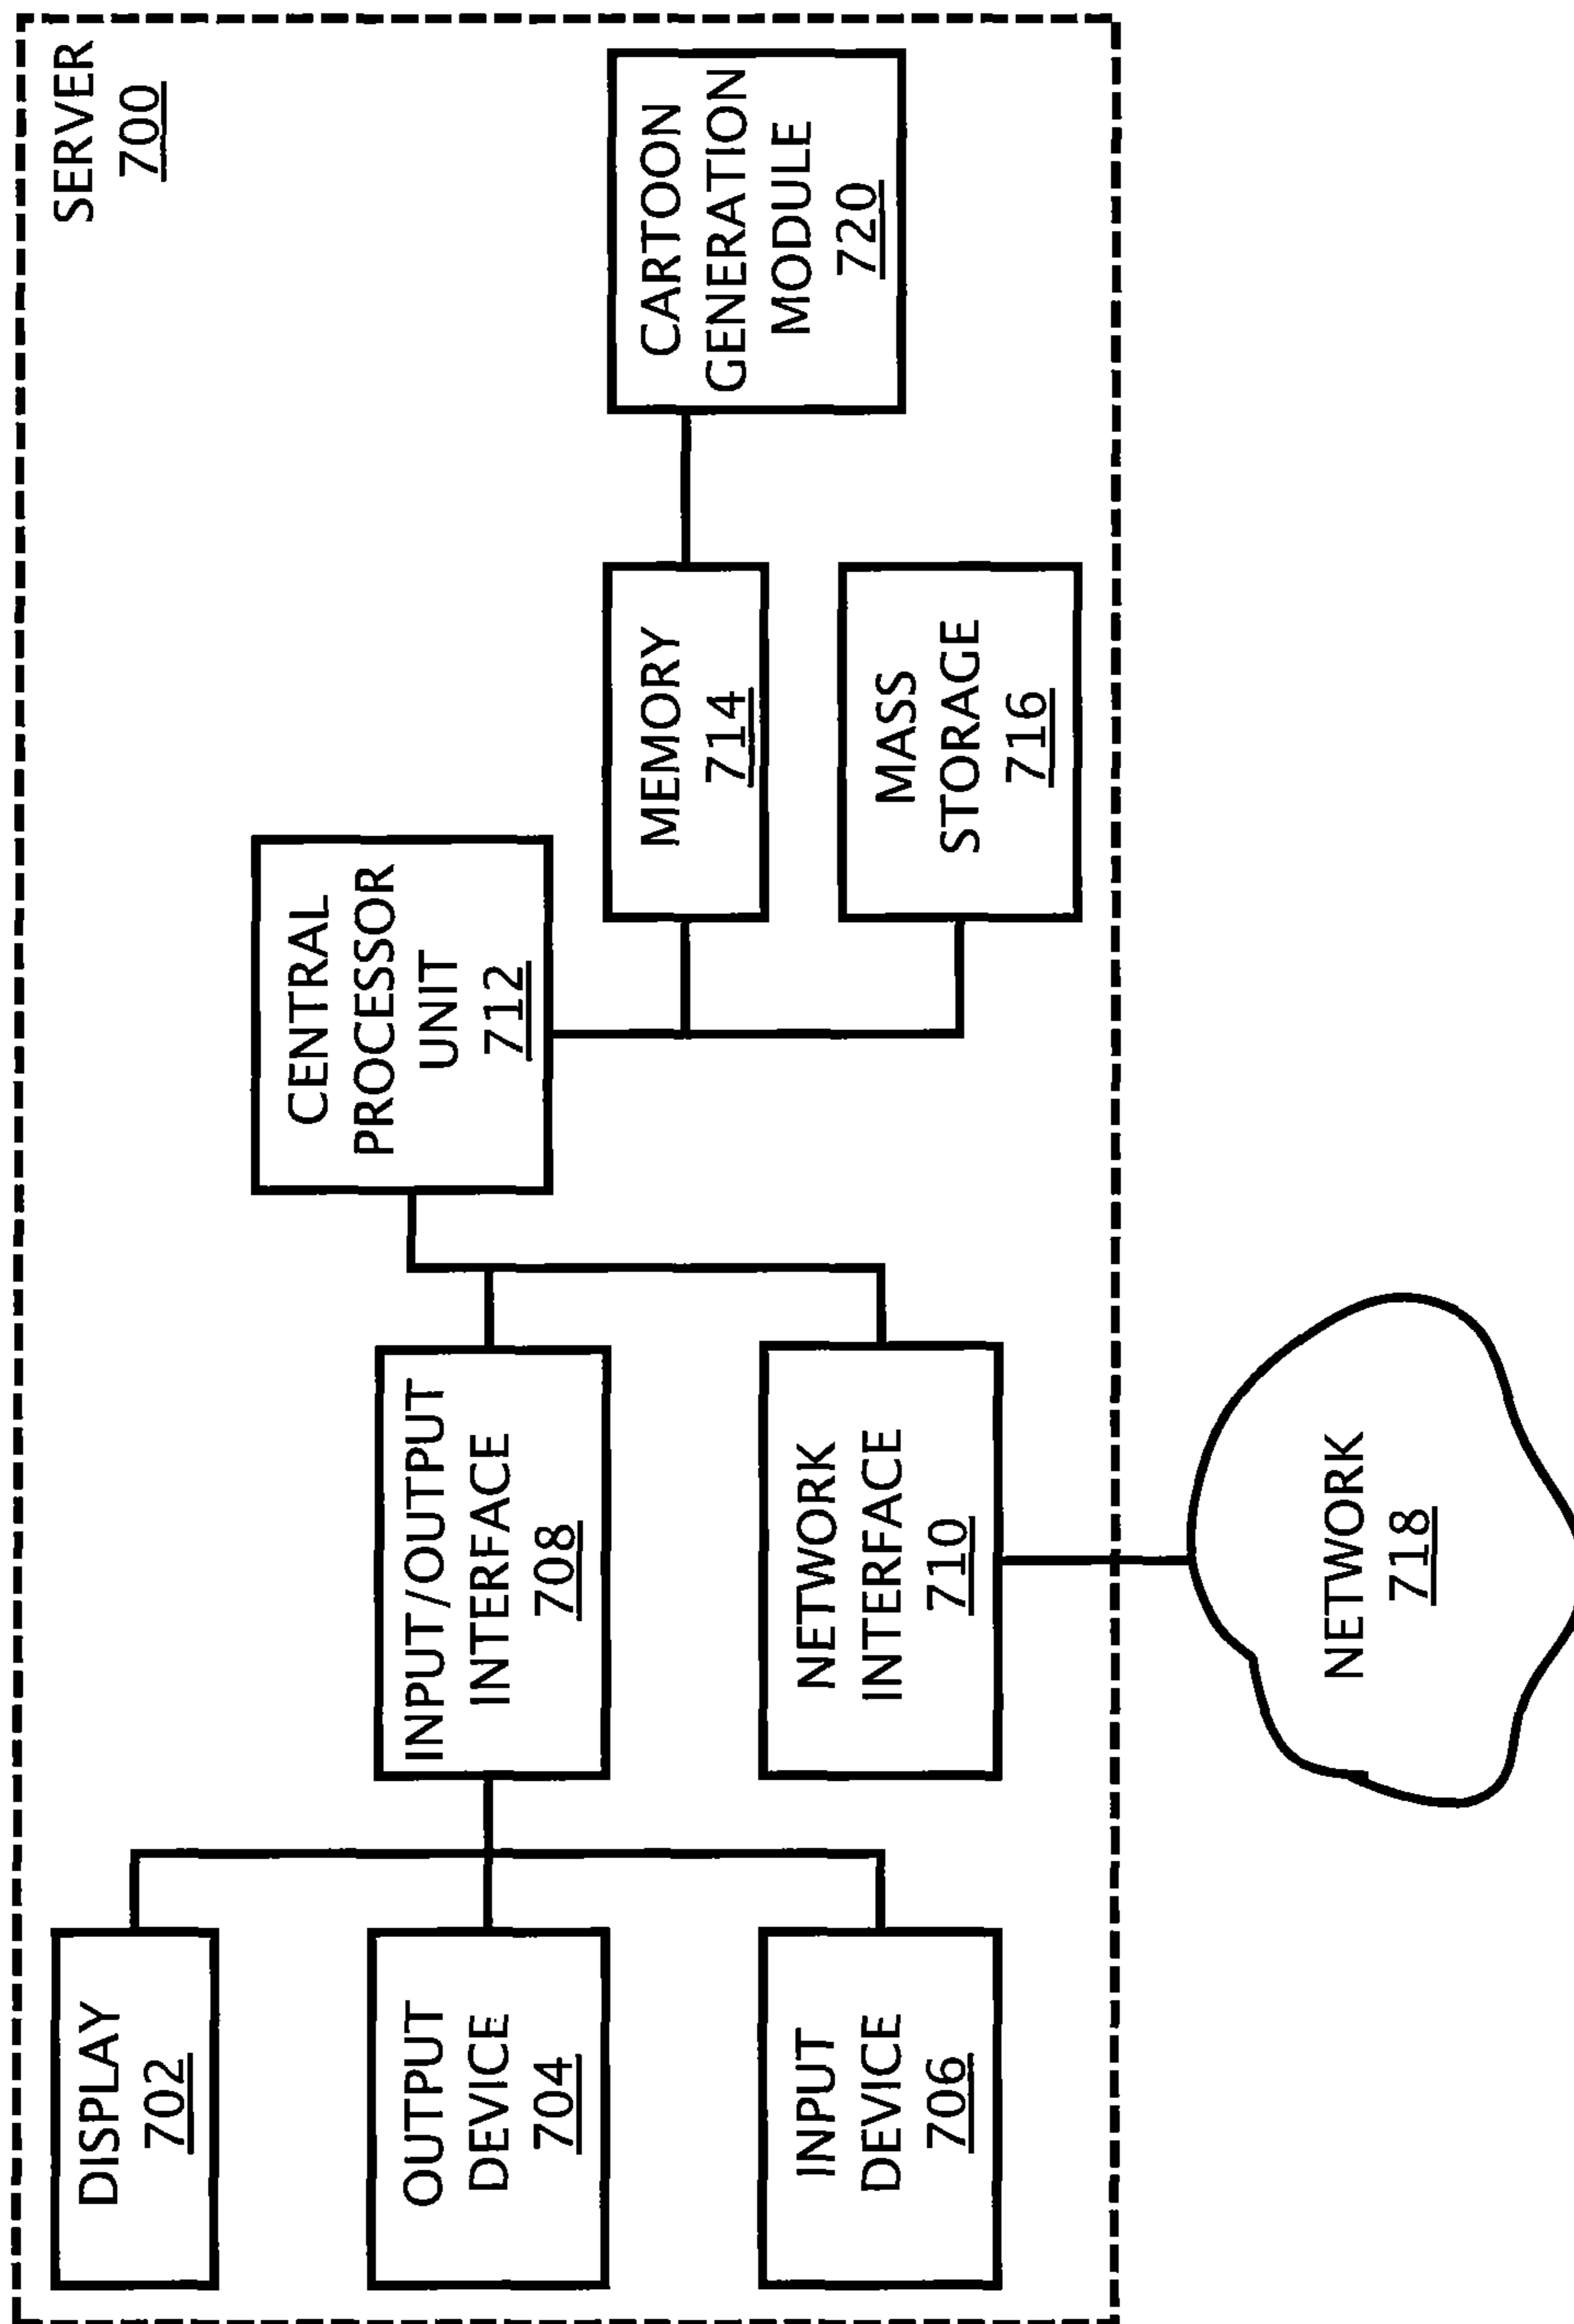 SERVER
700
DISPLAY
702
OUTPUT
DEVICE
704
INPUT
DEVICE
706
INPUT/OUTPUT
INTERFACE
708
NETWORK
INTERFACE
710
CENTRAL
PROCESSOR
UNIT
712
MEMORY
714
MASS
STORAGE
716
CARTOON
GENERATION
MODULE
720
NETWORK
718